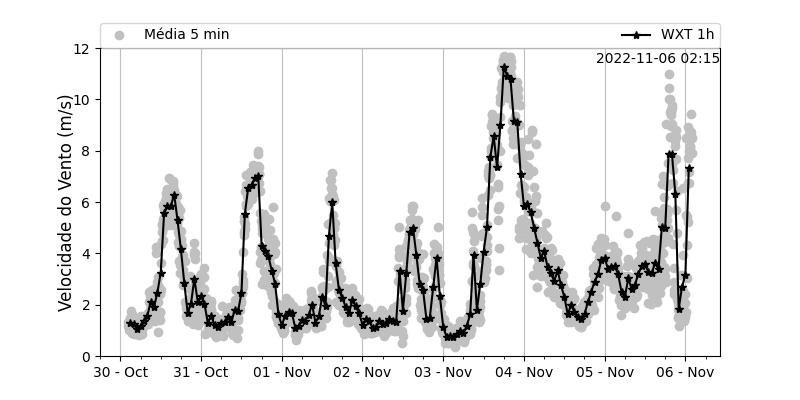 Média 5 min
WXT 1h
2022-11-06 02:15
Velocidade do Vento (m/s)
12
10
8
6
4
2
0
30 - Oct
31 - Oct
01 - Nov
02 - Nov
03 - Nov
04 - Nov
05 - Nov
06 - Nov